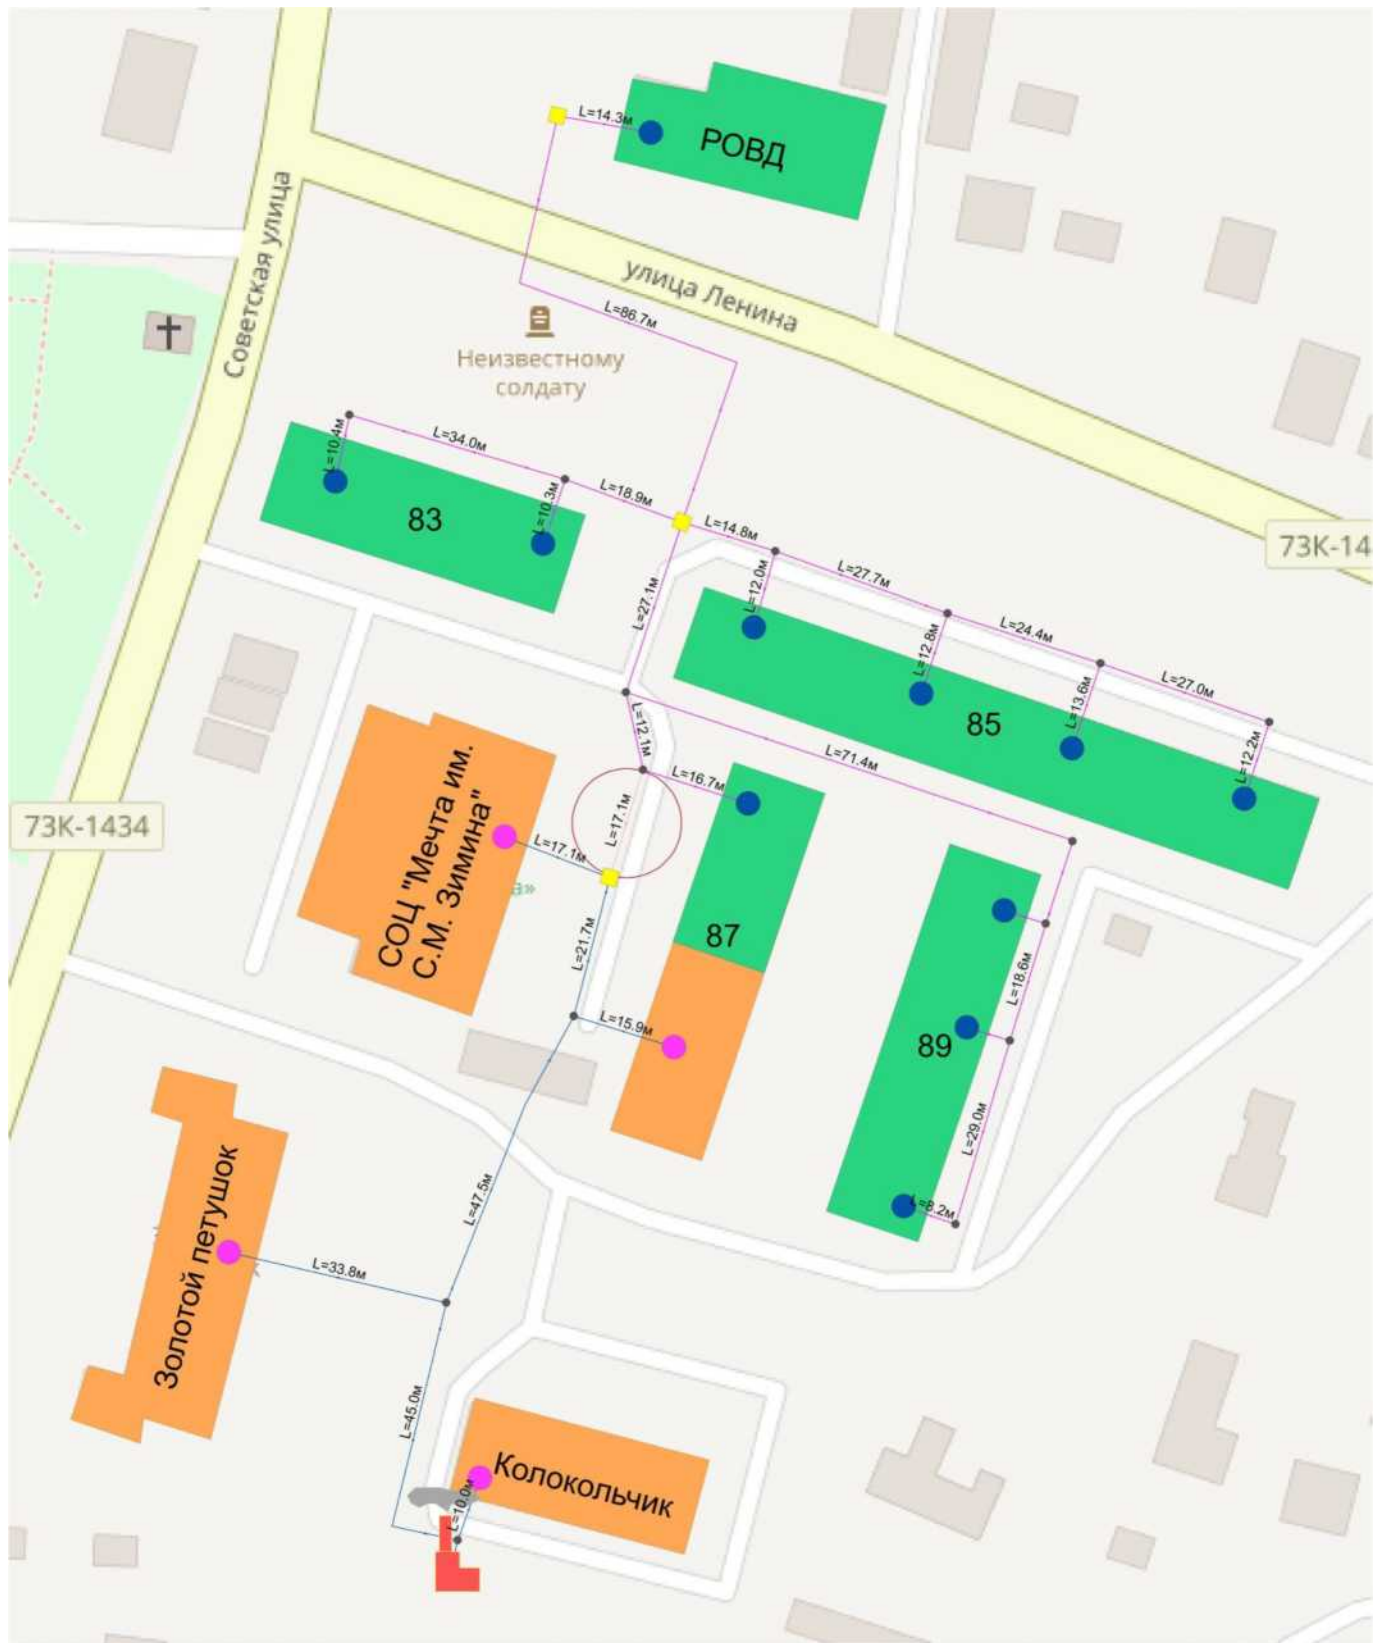 L=14.3м
РОВД
Советская улица
улица Ленина
L=86.7м
Неизвестному
солдату
L=10.4м
L=34.0м
L=18.9м
L=10.3м
83
L=14.8м
73К-14
L=27.7м
L=12.0м
L=27.1м
L=24.4м
L=12.8м
L=27.0м
L=13.6м
85
L=12.2м
L=12.1м
L=71.4м
L=16.7м
73К-1434
L=17.1м
СОЦ "Мечта им.
С.М. Зимина"
L=17.1м
а»
87
L=21.7м
L=18.6м
L=15.9м
89
L=29.0м
L=47.5м
L=8.2м
Золотой петушок
L=33.8м
L=45.0м
Колокольчик
L=10.0м